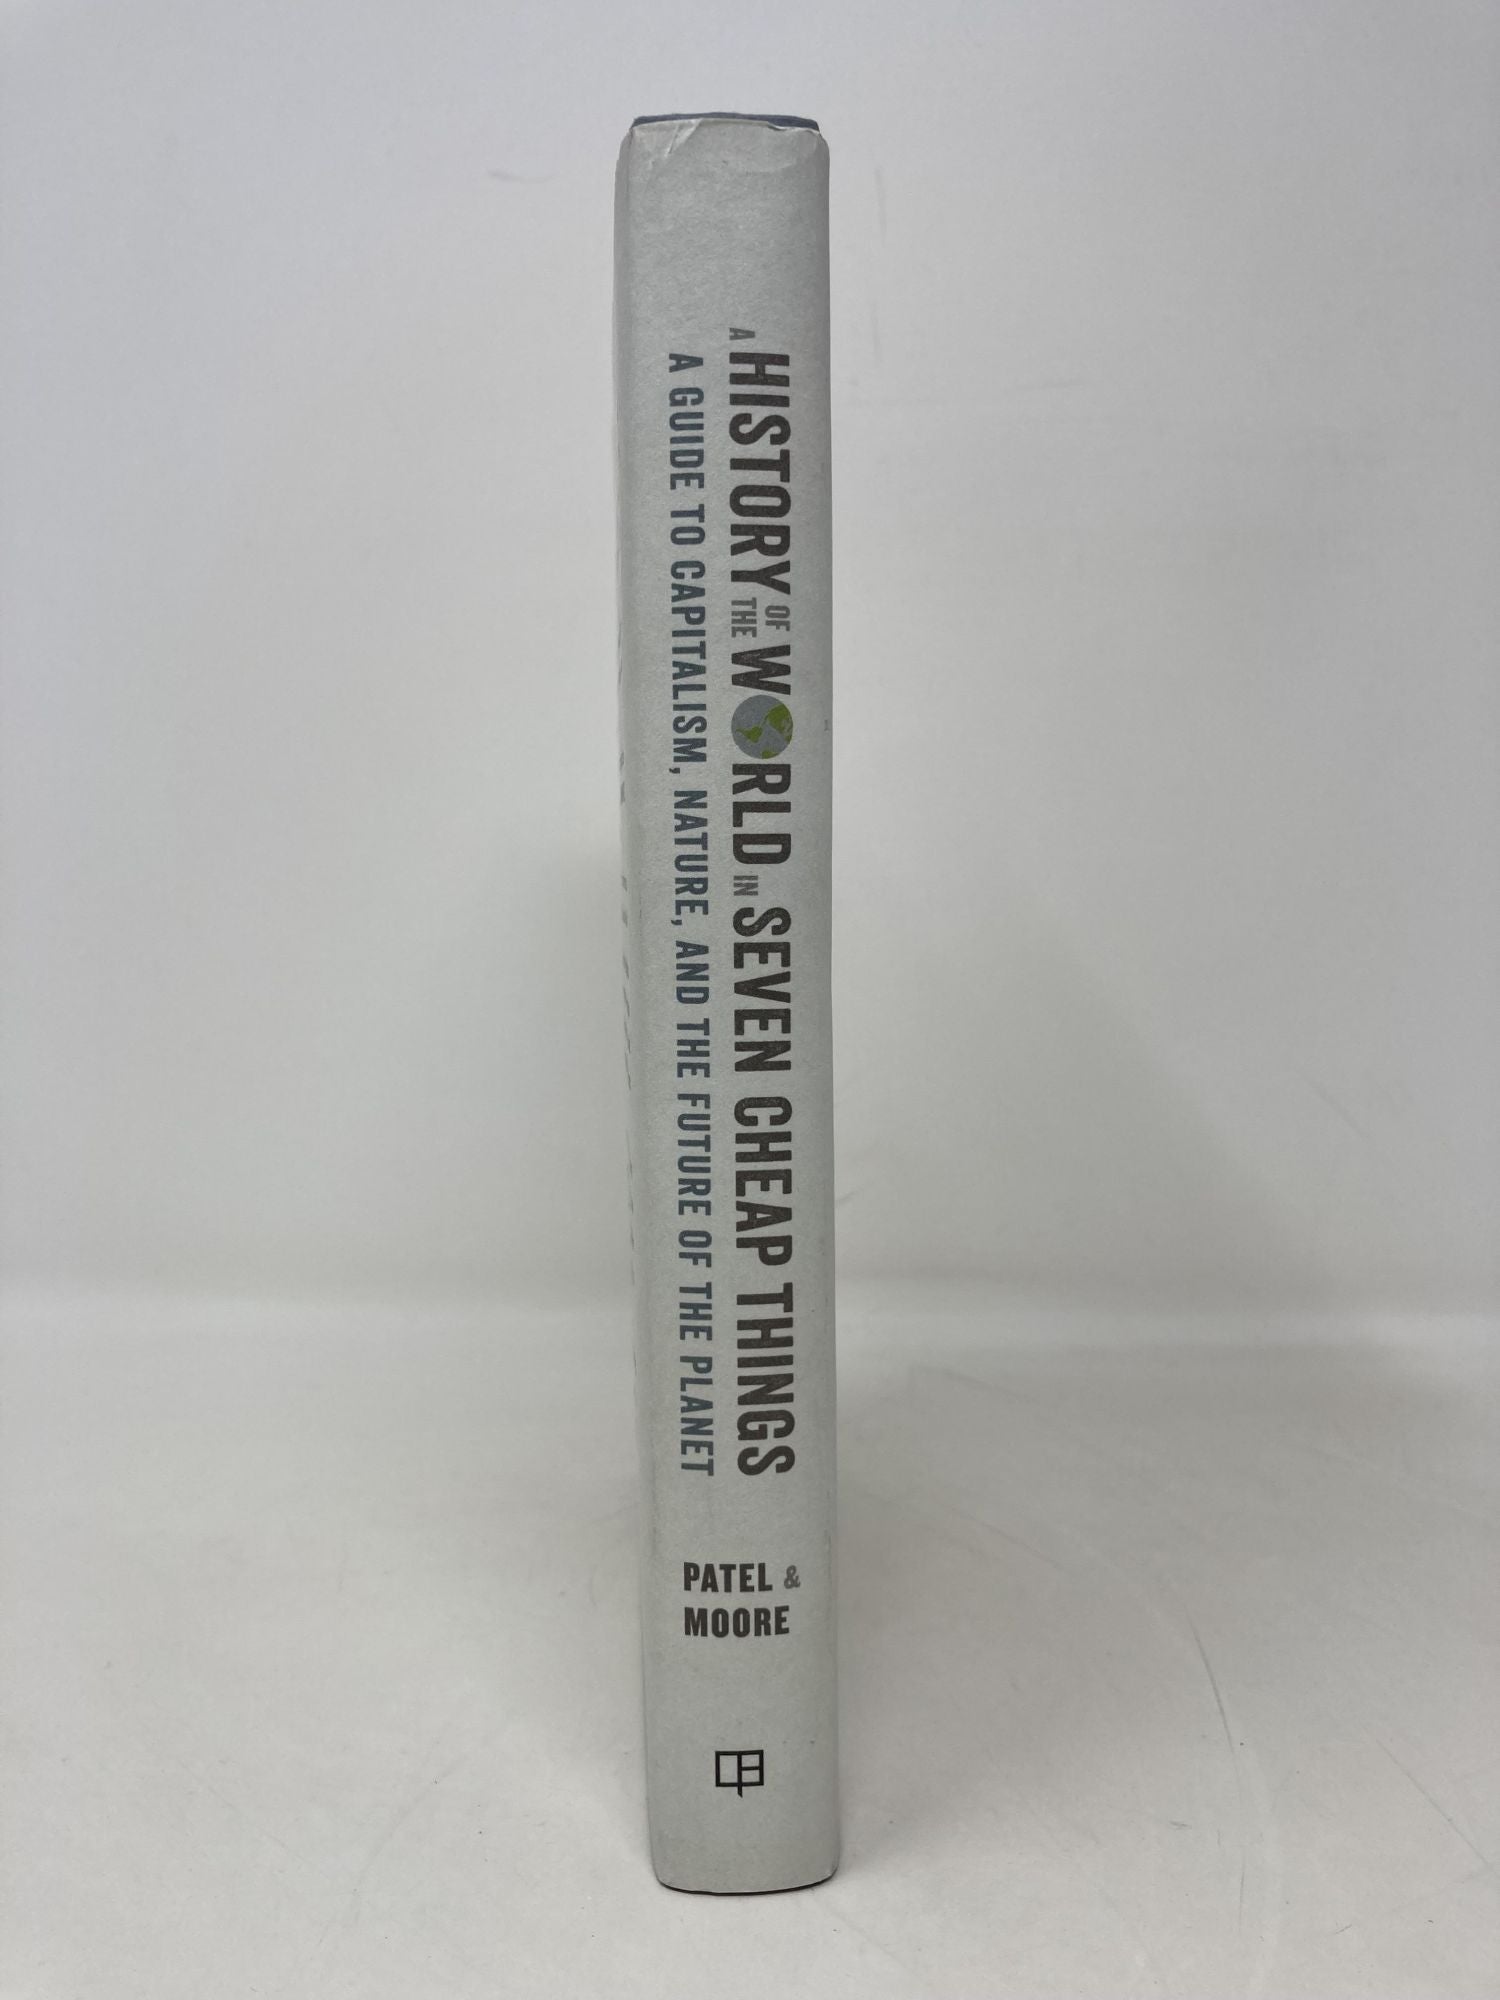 A HISTORY OF THE WORLD IN SEVEN CHEAP THINGS
A GUIDE TO CAPITALISM, NATURE, AND THE FUTURE OF THE PLANET
PATEL &
MOORE